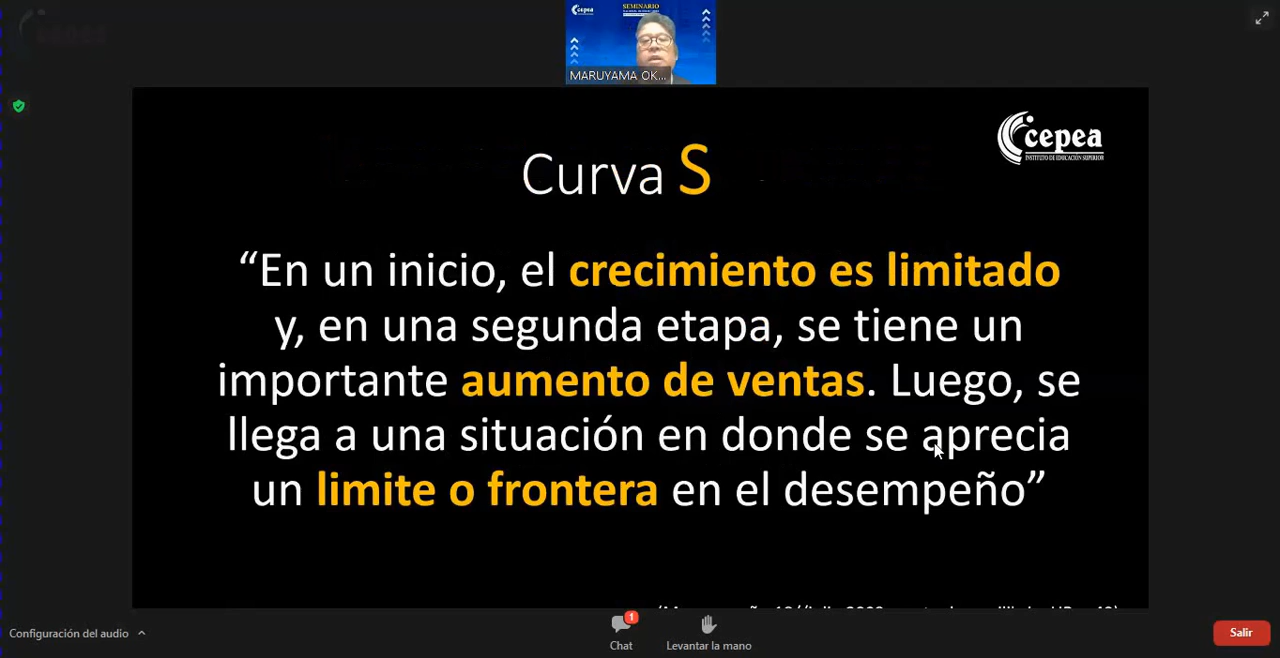 cepea
SEMINARIO
MARUYAMA OK...
cepea
INSTITUTO DE EDUCACIÓN SUPERIOR
Curva S
“En un inicio, el crecimiento es limitado
y, en una segunda etapa, se tiene un
importante aumento de ventas. Luego, se
llega a una situación en donde se aprecia
un limite o frontera en el desempeño”
Configuración del audio
1
Chat
Levantar la mano
Salir